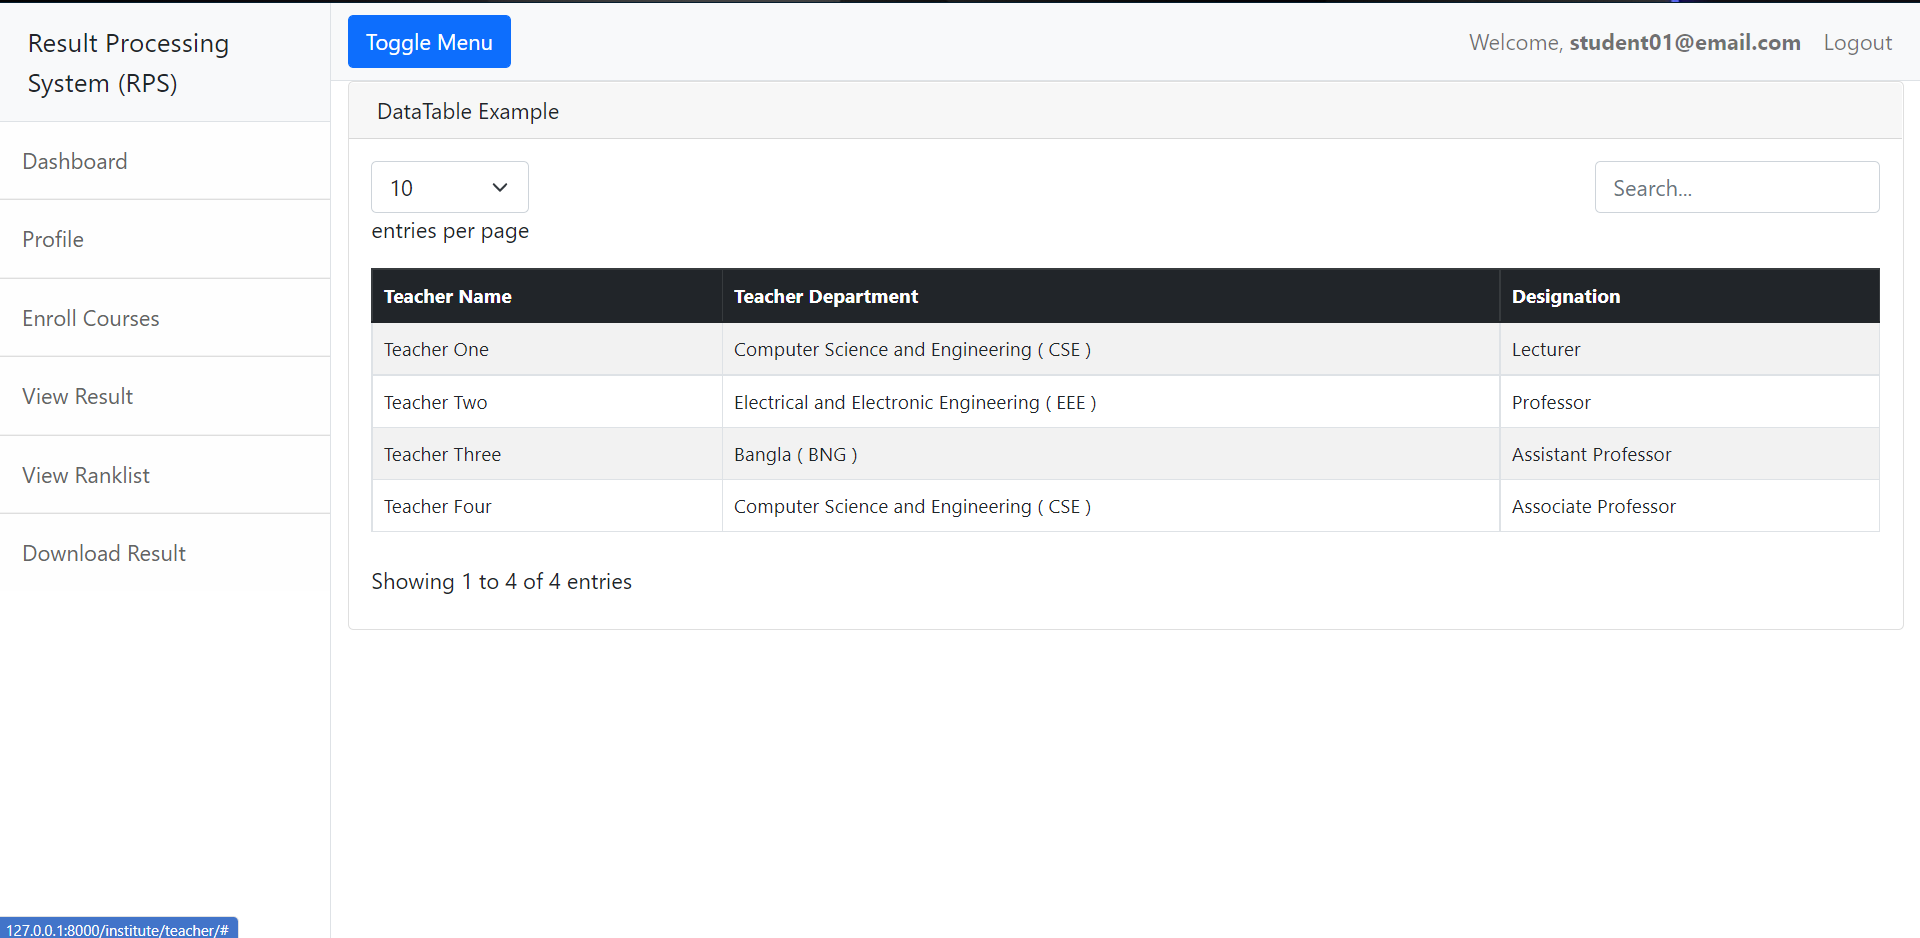 Result Processing
System (RPS)
Toggle Menu
Welcome, student01@email.com Logout
Dashboard
Profile
Enroll Courses
View Result
View Ranklist
Download Result
DataTable Example
10
entries per page
Search...
Teacher Name Teacher Department Designation
Teacher One Computer Science and Engineering ( CSE ) Lecturer
Teacher Two Electrical and Electronic Engineering ( EEE ) Professor
Teacher Three Bangla ( BNG ) Assistant Professor
Teacher Four Computer Science and Engineering ( CSE ) Associate Professor
Showing 1 to 4 of 4 entries
127.0.0.1:8000/institute/teacher/#